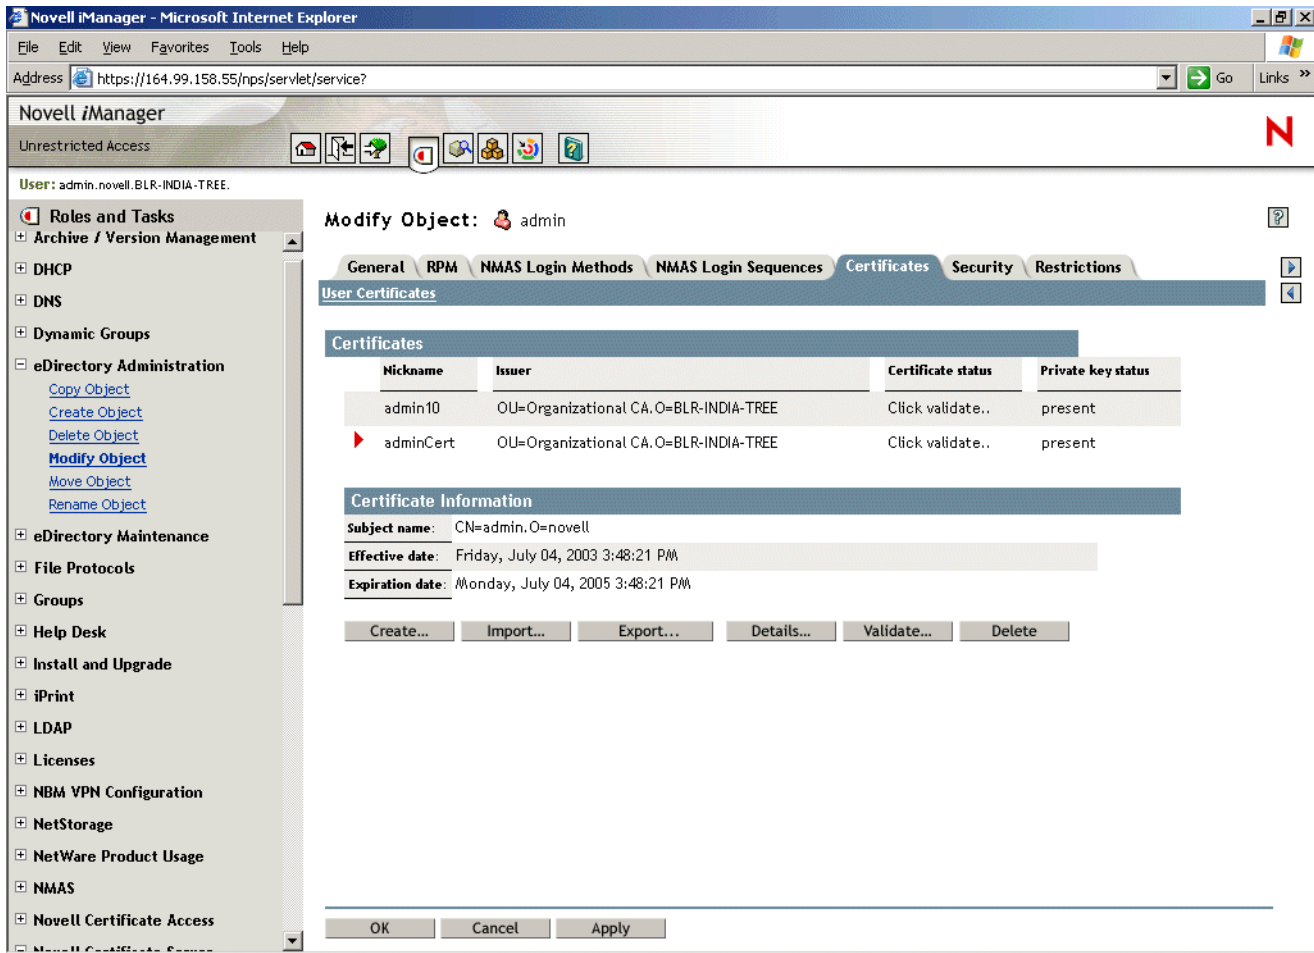 Novell iManager - Microsoft Internet Explorer
File Edit View Favorites Tools Help
Address https://164.99.158.55/nps/servlet/service? Go Links »
Novell iManager
Unrestricted Access
N
User: admin.novell.BLR-INDIA-TREE.
Roles and Tasks
Archive / Version Management
DHCP
DNS
Dynamic Groups
eDirectory Administration
Copy Object
Create Object
Delete Object
Modify Object
Move Object
Rename Object
eDirectory Maintenance
File Protocols
Groups
Help Desk
Install and Upgrade
iPrint
LDAP
Licenses
NBM VPN Configuration
NetStorage
NetWare Product Usage
NMAS
Novell Certificate Access
Novell Certificate Server
Modify Object: admin
General RPM NMAS Login Methods NMAS Login Sequences Certificates Security Restrictions
User Certificates
Certificates
Nickname Issuer Certificate status Private key status
admin10 OU=Organizational CA.O=BLR-INDIA-TREE Click validate.. present
adminCert OU=Organizational CA.O=BLR-INDIA-TREE Click validate.. present
Certificate Information
Subject name: CN=admin.O=novell
Effective date: Friday, July 04, 2003 3:48:21 PM
Expiration date: Monday, July 04, 2005 3:48:21 PM
Create... Import... Export... Details... Validate... Delete
OK Cancel Apply